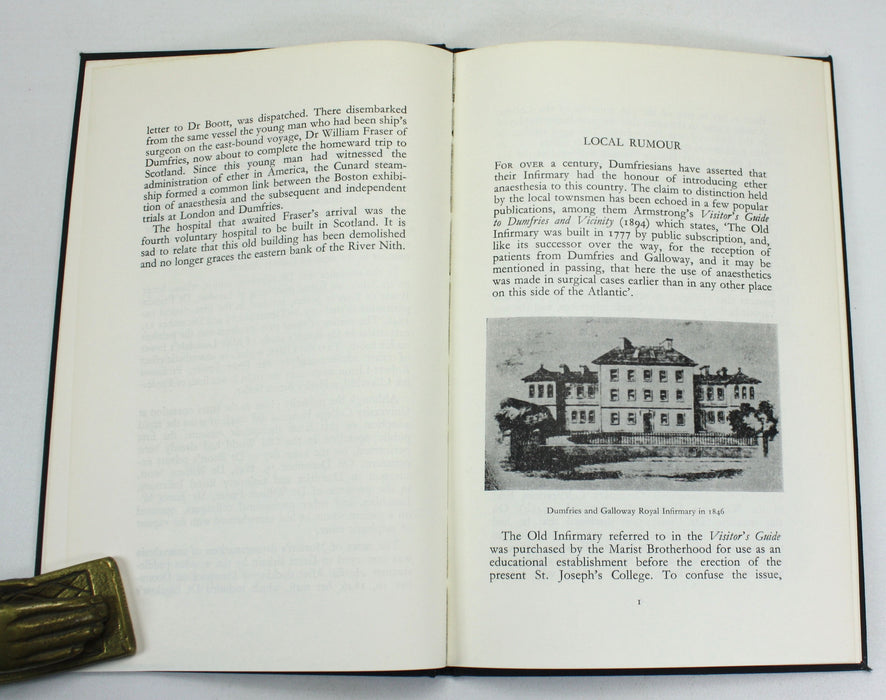 letter to Dr Boott, was dispatched. There disembarked
from the same vessel the young man who had been ship's
surgeon on the east-bound voyage, Dr William Fraser of
Dumfries, now about to complete the homeward trip to
Scotland. Since this young man had witnessed the
administration of ether in America, the Cunard steam-
ship formed a common link between the Boston exhibi-
tion of anaesthesia and the subsequent and independent
trials at London and Dumfries.
The hospital that awaited Fraser's arrival was the
fourth voluntary hospital to be built in Scotland. It is
sad to relate that this old building has been demolished
and no longer graces the eastern bank of the River Nith.
LOCAL RUMOUR
FOR OVER a century, Dumfriesians have asserted that
their Infirmary had the honour of introducing ether
anaesthesia to this country. The claim to distinction held
by the local townsmen has been echoed in a few popular
publications, among them Armstrong's Visitor's Guide
to Dumfries and Vicinity (1894) which states, 'The Old
Infirmary was built in 1777 by public subscription, and,
like its successor over the way, for the reception of
patients from Dumfries and Galloway, and it may be
mentioned in passing, that here the use of anaesthetics
was made in surgical cases earlier than in any other place
on this side of the Atlantic'.
Dumfries and Galloway Royal Infirmary in 1846
The Old Infirmary referred to in the Visitor's Guide
was purchased by the Marist Brotherhood for use as an
educational establishment before the erection of the
present St. Joseph's College. To confuse the issue,
1